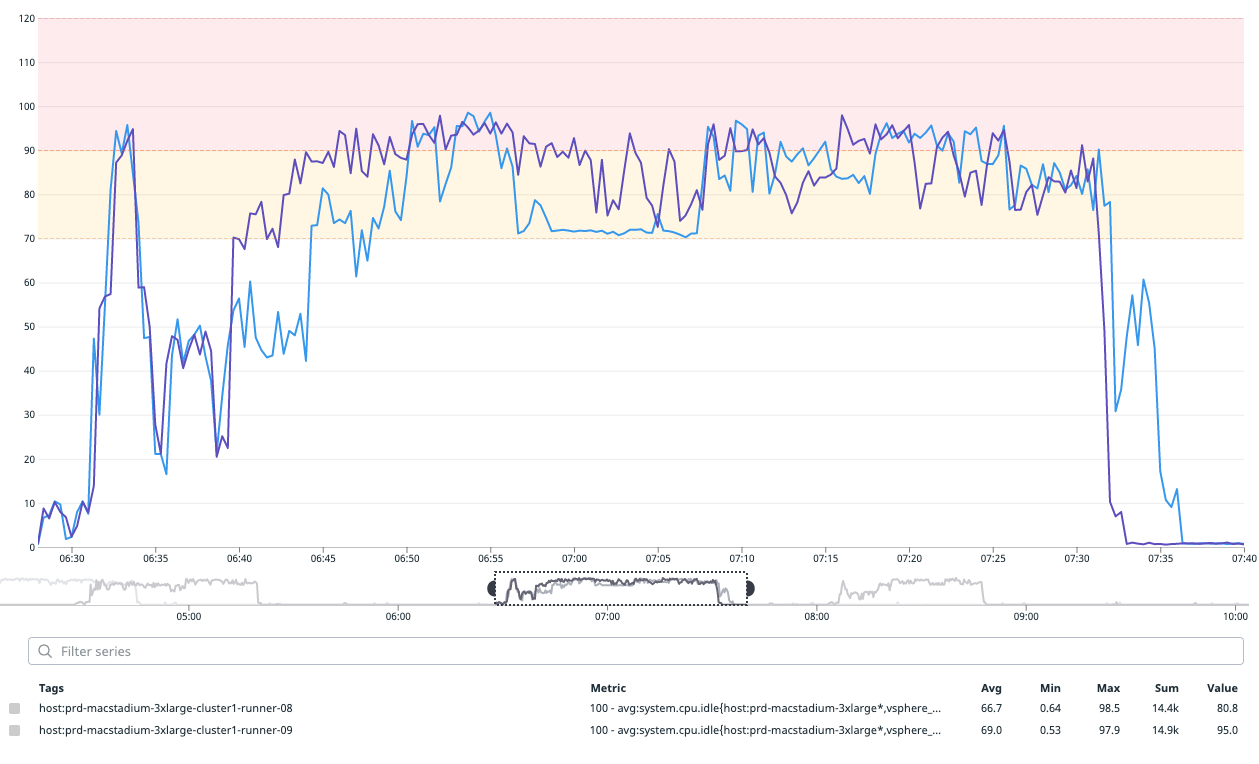 120
110
100
90
80
70
60
50
40
30
20
10
0
06:30 06:35 06:40 06:45 06:50 06:55 07:00 07:05 07:10 07:15 07:20 07:25 07:30 07:35 07:40
05:00 06:00 07:00 08:00 09:00 10:00
Filter series
Tags Metric Avg Min Max Sum Value
host:prd-macstadium-3xlarge-cluster1-runner-08 100 - avg:system.cpu.idle{host:prd-macstadium-3xlarge*,vsphere_... 66.7 0.64 98.5 14.4k 80.8
host:prd-macstadium-3xlarge-cluster1-runner-09 100 - avg:system.cpu.idle{host:prd-macstadium-3xlarge*,vsphere_... 69.0 0.53 97.9 14.9k 95.0